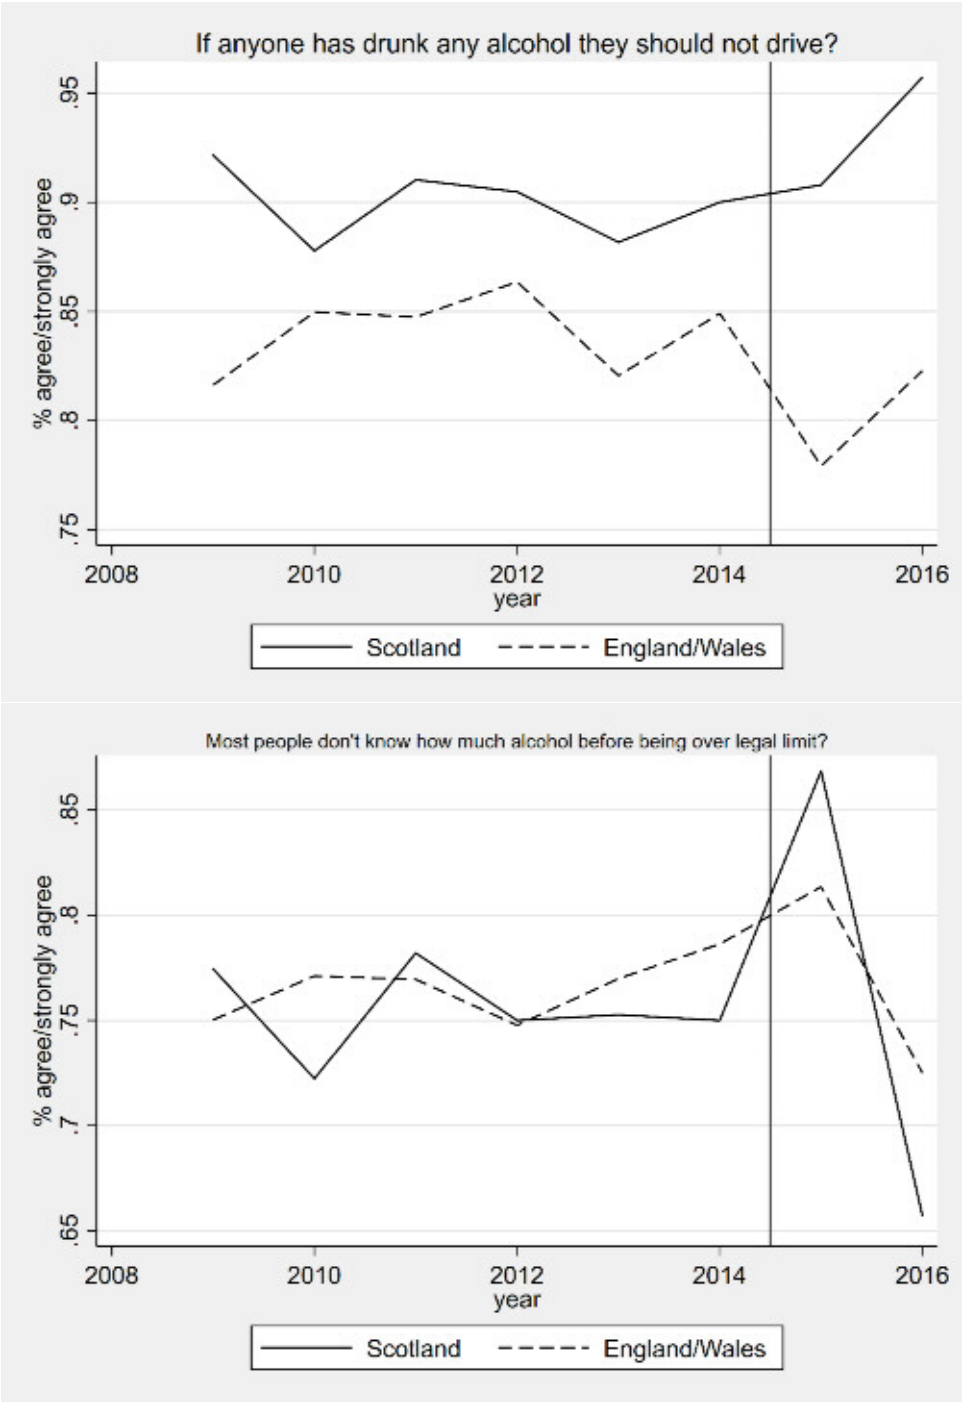 If anyone has drunk any alcohol they should not drive?
% agree/strongly agree
.95
.9
.85
.8
.75
2008 2010 2012 2014 2016
year
Scotland England/Wales
Most people don't know how much alcohol before being over legal limit?
% agree/strongly agree
.85
.8
.75
.7
.65
2008 2010 2012 2014 2016
year
Scotland England/Wales